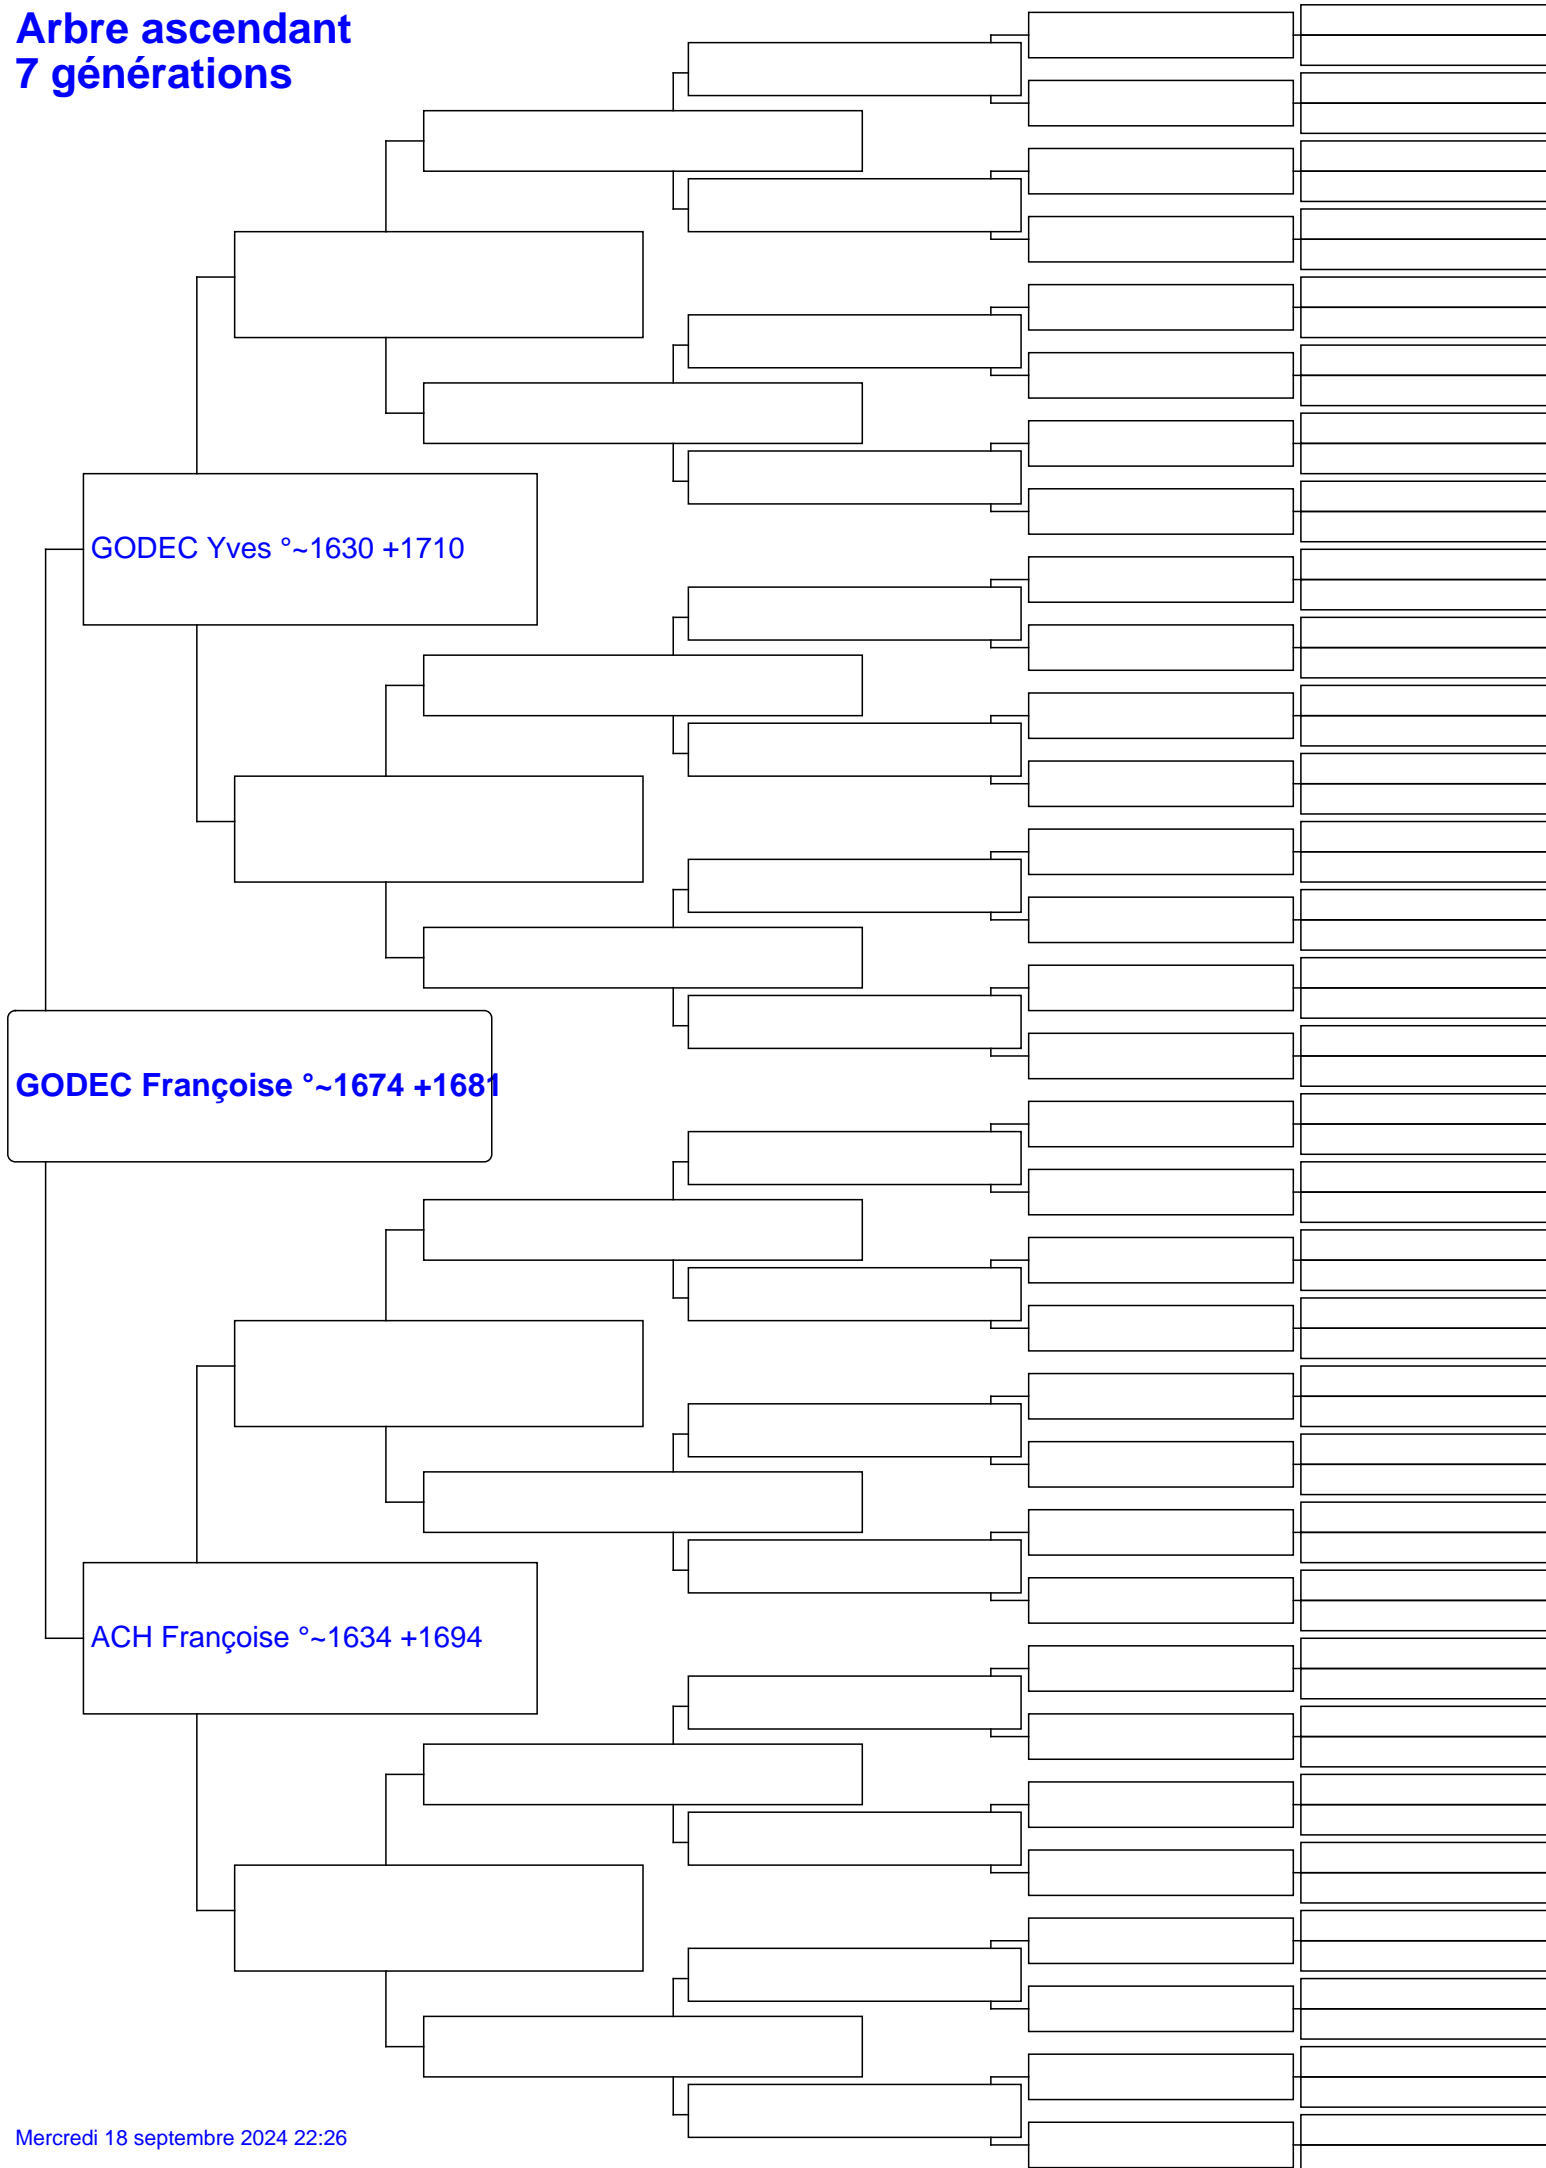 Arbre ascendant
7 générations
GODEC Yves °~1630 +1710
GODEC Françoise °~1674 +1681
ACH Françoise °~1634 +1694
Mercredi 18 septembre 2024 22:26